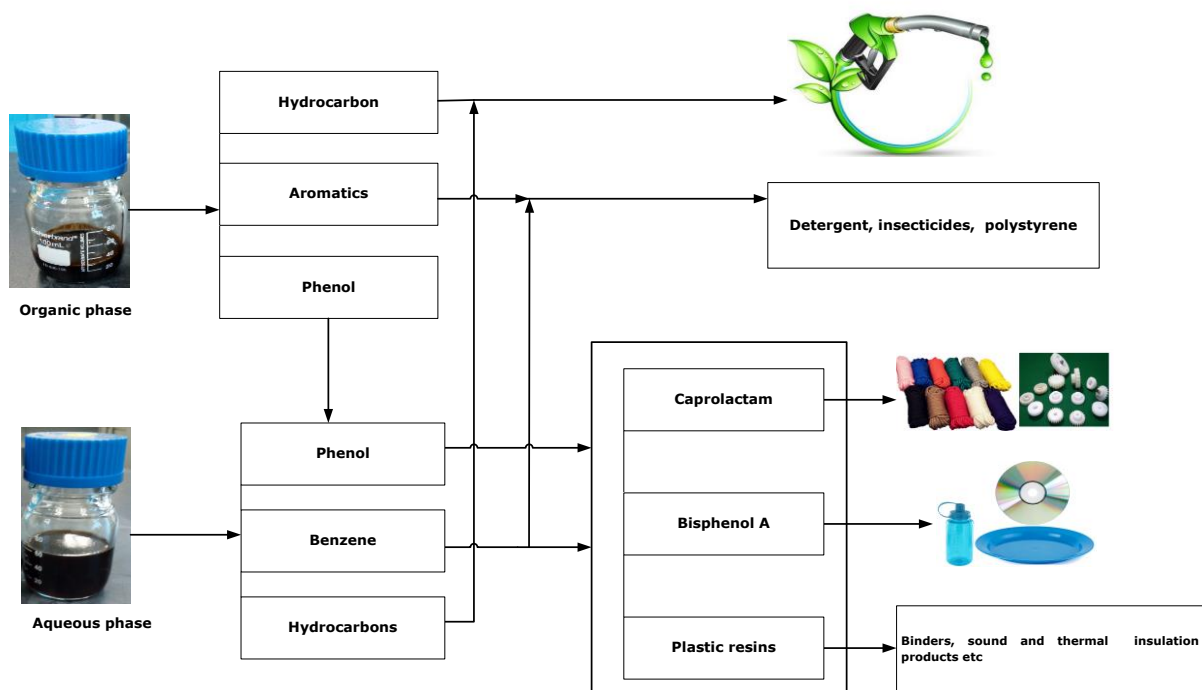 Hydrocarbon
Aromatics
Detergent, insecticides, polystyrene
Phenol
Organic phase
Caprolactam
Phenol
Bisphenol A
Benzene
Aqueous phase
Hydrocarbons
Plastic resins
Binders, sound and thermal insulation
products etc